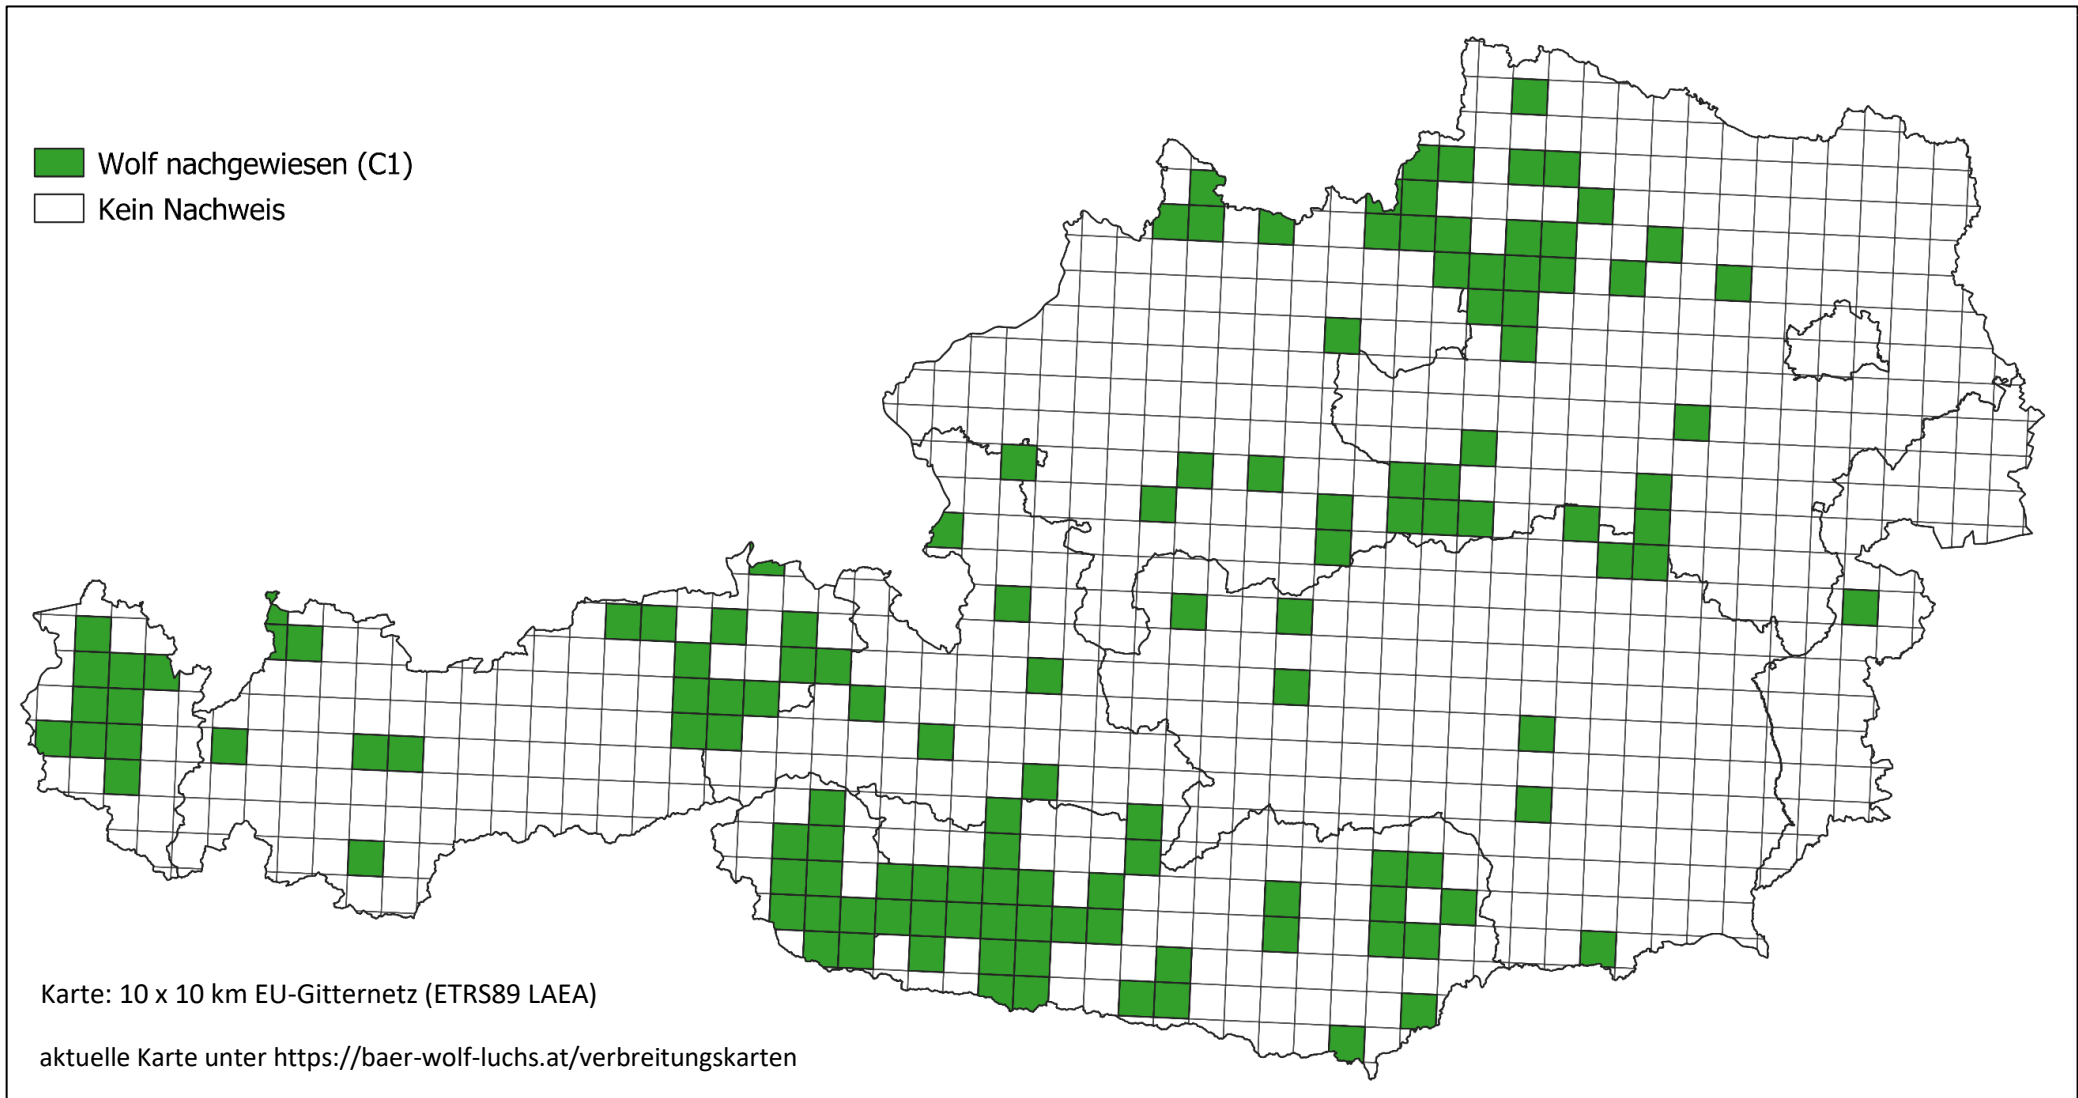 Wolf nachgewiesen (C1)
Kein Nachweis
Karte: 10 x 10 km EU-Gitternetz (ETRS89 LAEA)
aktuelle Karte unter https://baer-wolf-luchs.at/verbreitungskarten